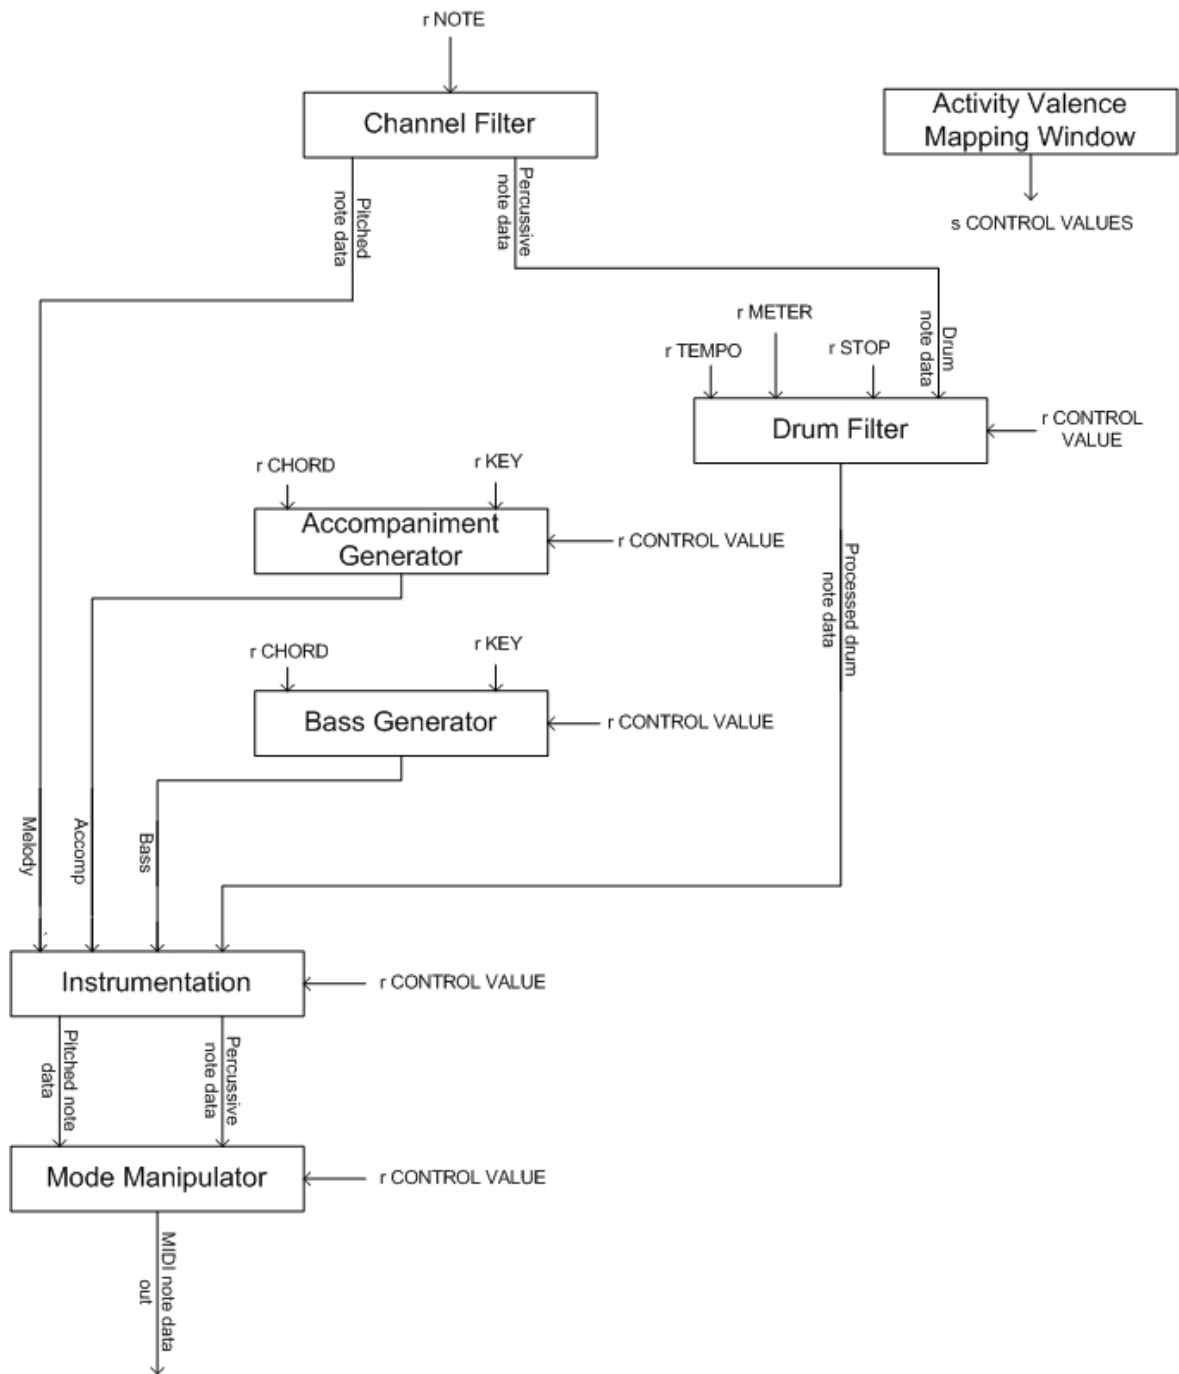 r NOTE
Channel Filter
Activity Valence
Mapping Window
s CONTROL VALUES
Pitched
note data
Percussive
note data
r METER
r TEMPO
r STOP
Drum
note data
Drum Filter
r CONTROL
VALUE
r CHORD
r KEY
Accompaniment
Generator
r CONTROL VALUE
Processed drum
note data
r CHORD
r KEY
Bass Generator
r CONTROL VALUE
Melody
Accomp
Bass
Instrumentation
r CONTROL VALUE
Pitched note
data
Percussive
note data
Mode Manipulator
r CONTROL VALUE
MIDI note data
out